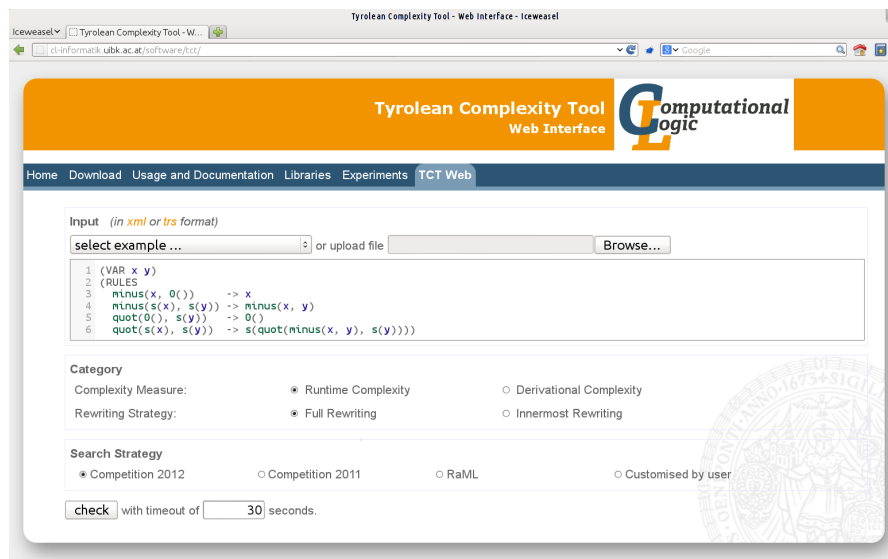 Tyrolean Complexity Tool - Web Interface - Iceweasel
Iceweasel
Tyrolean Complexity Tool - W...
cl-informatik.uibk.ac.at/software/tct/
Google
Tyrolean Complexity Tool
Web Interface
Computational
Logic
Home Download Usage and Documentation Libraries Experiments TCT Web
Input (in xml or trs format)
select example ... or upload file Browse...
1 (VAR x y)
2 (RULES
3 minus(x, 0()) -> x
4 minus(s(x), s(y)) -> minus(x, y)
5 quot(0(), s(y)) -> 0()
6 quot(s(x), s(y)) -> s(quot(minus(x, y), s(y))))
Category
Complexity Measure: Runtime Complexity Derivational Complexity
Rewriting Strategy: Full Rewriting Innermost Rewriting
Search Strategy
Competition 2012 Competition 2011 RaML Customised by user
check with timeout of 30 seconds.